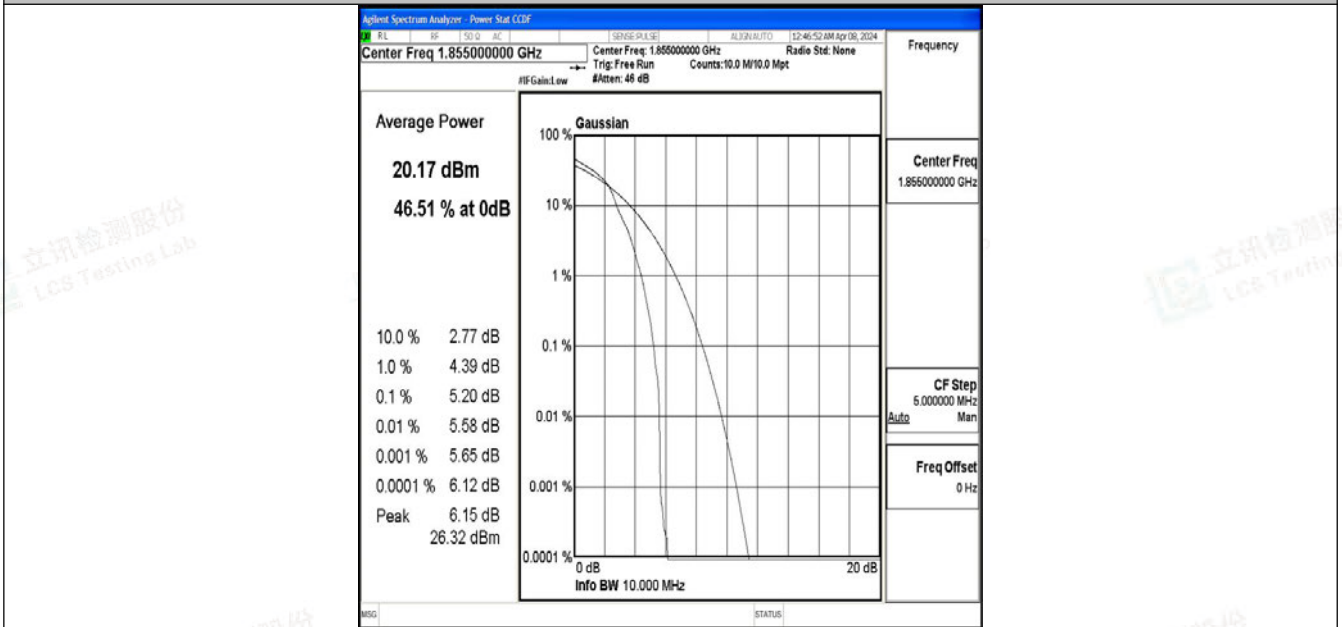 Agilent Spectrum Analyzer - Power Stat CCDF
RL RF 50 Ω AC SENSE:PULSE ALIGNAUTO 12:46:52 AM Apr 08, 2024
Center Freq 1.855000000 GHz
Center Freq: 1.855000000 GHz Radio Std: None
Trig: Free Run Counts:10.0 M/10.0 Mpt
#IFGain:Low #Atten: 46 dB
Frequency
Average Power
20.17 dBm
46.51 % at 0dB
10.0 % 2.77 dB
1.0 % 4.39 dB
0.1 % 5.20 dB
0.01 % 5.58 dB
0.001 % 5.65 dB
0.0001 % 6.12 dB
Peak 6.15 dB
26.32 dBm
Gaussian
100 %
10 %
1 %
0.1 %
0.01 %
0.001 %
0.0001 %
0 dB 20 dB
Info BW 10.000 MHz
Center Freq
1.855000000 GHz
CF Step
5.000000 MHz
Auto Man
Freq Offset
0 Hz
MSG STATUS
立讯检测股份
LCS Testing Lab